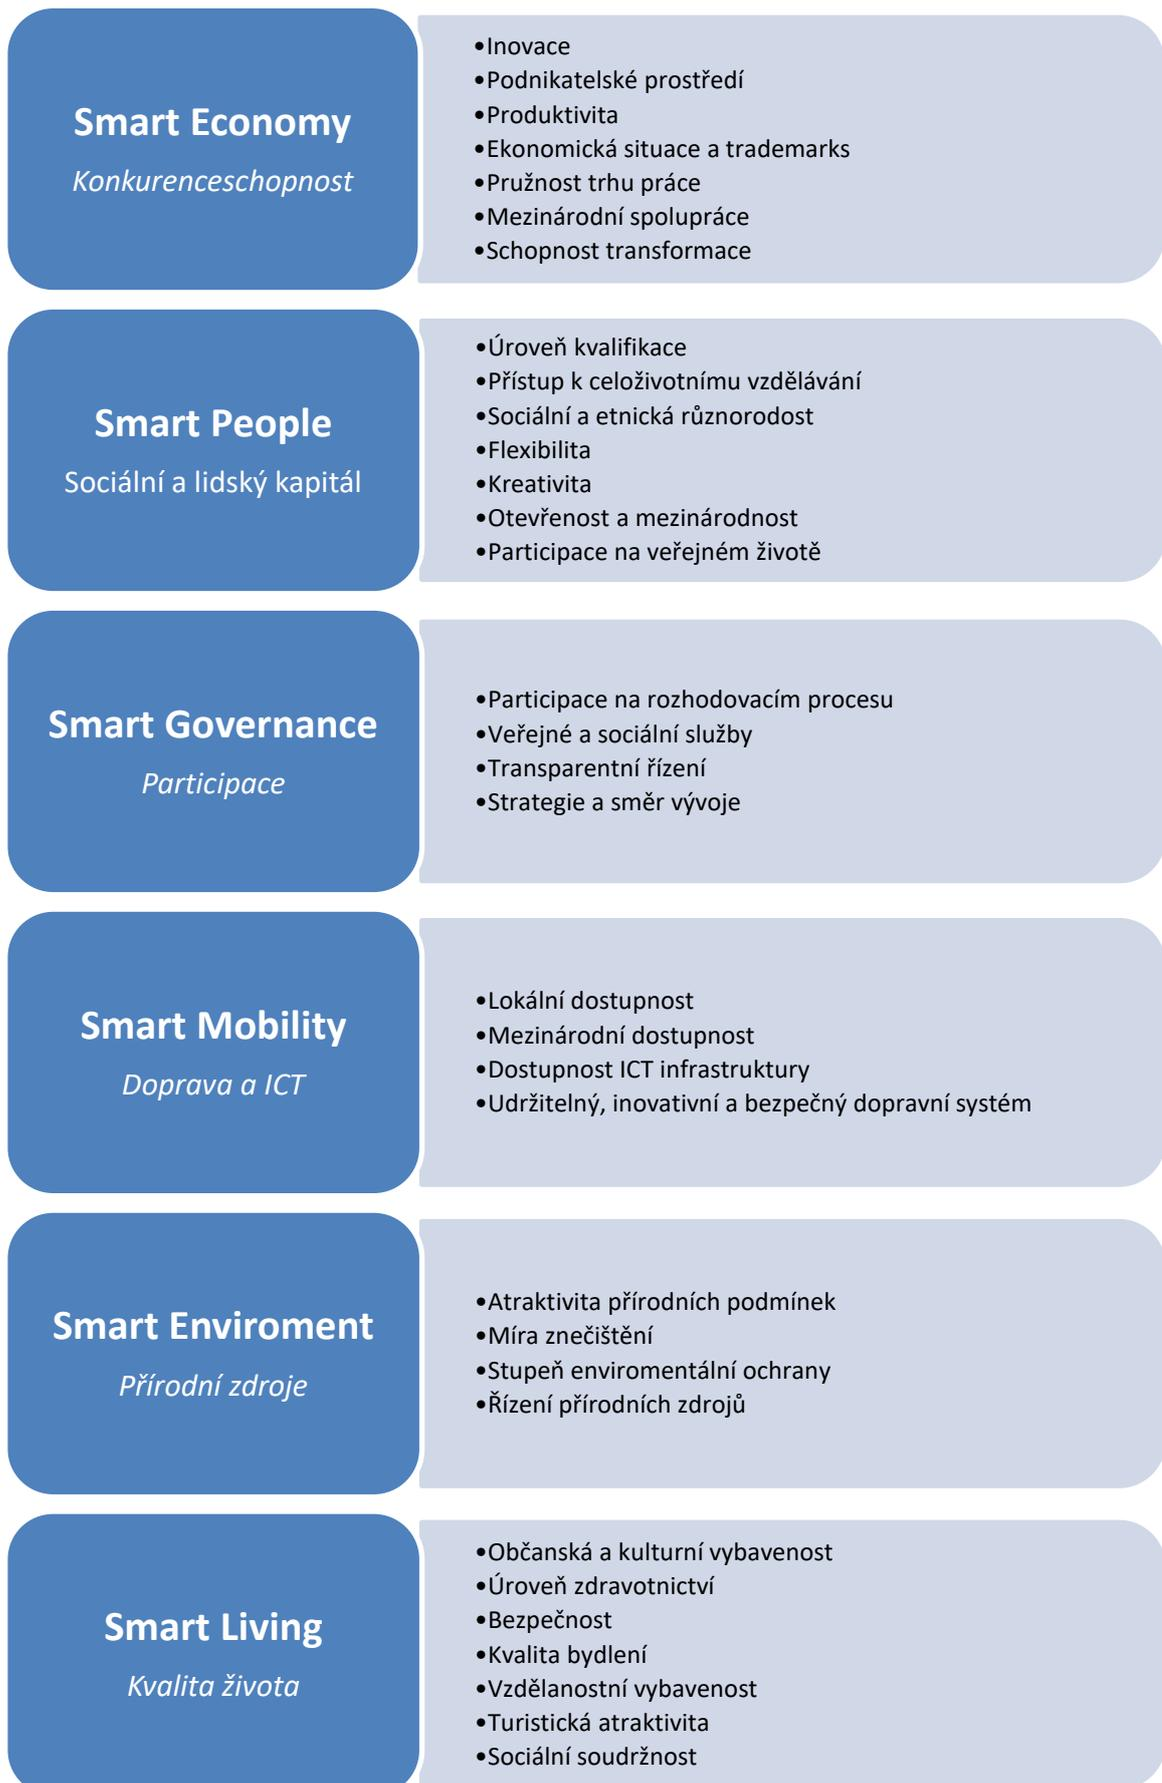 Smart Economy
Konkurenceschopnost
•Inovace
•Podnikatelské prostředí
•Produktivita
•Ekonomická situace a trademarks
•Pružnost trhu práce
•Mezinárodní spolupráce
•Schopnost transformace
Smart People
Sociální a lidský kapitál
•Úroveň kvalifikace
•Přístup k celoživotnímu vzdělávání
•Sociální a etnická různorodost
•Flexibilita
•Kreativita
•Otevřenost a mezinárodnost
•Participace na veřejném životě
Smart Governance
Participace
•Participace na rozhodovacím procesu
•Veřejné a sociální služby
•Transparentní řízení
•Strategie a směr vývoje
Smart Mobility
Doprava a ICT
•Lokální dostupnost
•Mezinárodní dostupnost
•Dostupnost ICT infrastruktury
•Udržitelný, inovativní a bezpečný dopravní systém
Smart Enviroment
Přírodní zdroje
•Atraktivita přírodních podmínek
•Míra znečištění
•Stupeň enviromentální ochrany
•Řízení přírodních zdrojů
Smart Living
Kvalita života
•Občanská a kulturní vybavenost
•Úroveň zdravotnictví
•Bezpečnost
•Kvalita bydlení
•Vzdělanostní vybavenost
•Turistická atraktivita
•Sociální soudržnost